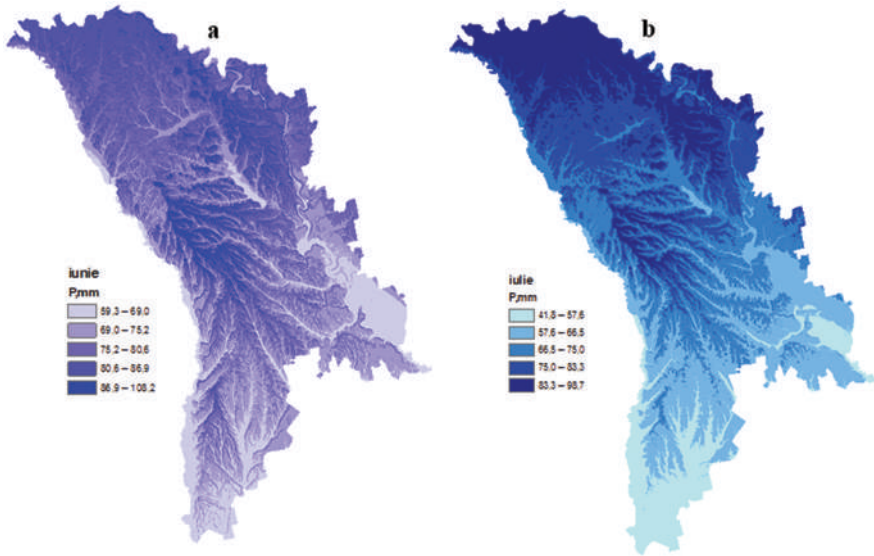 a
iunie
P,mm
59,3 – 69,0
69,0 – 75,2
75,2 – 80,6
80,6 – 86,9
86,9 – 108,2
b
iulie
P,mm
41,8 – 57,6
57,6 – 66,5
66,5 – 75,0
75,0 – 83,3
83,3 – 98,7